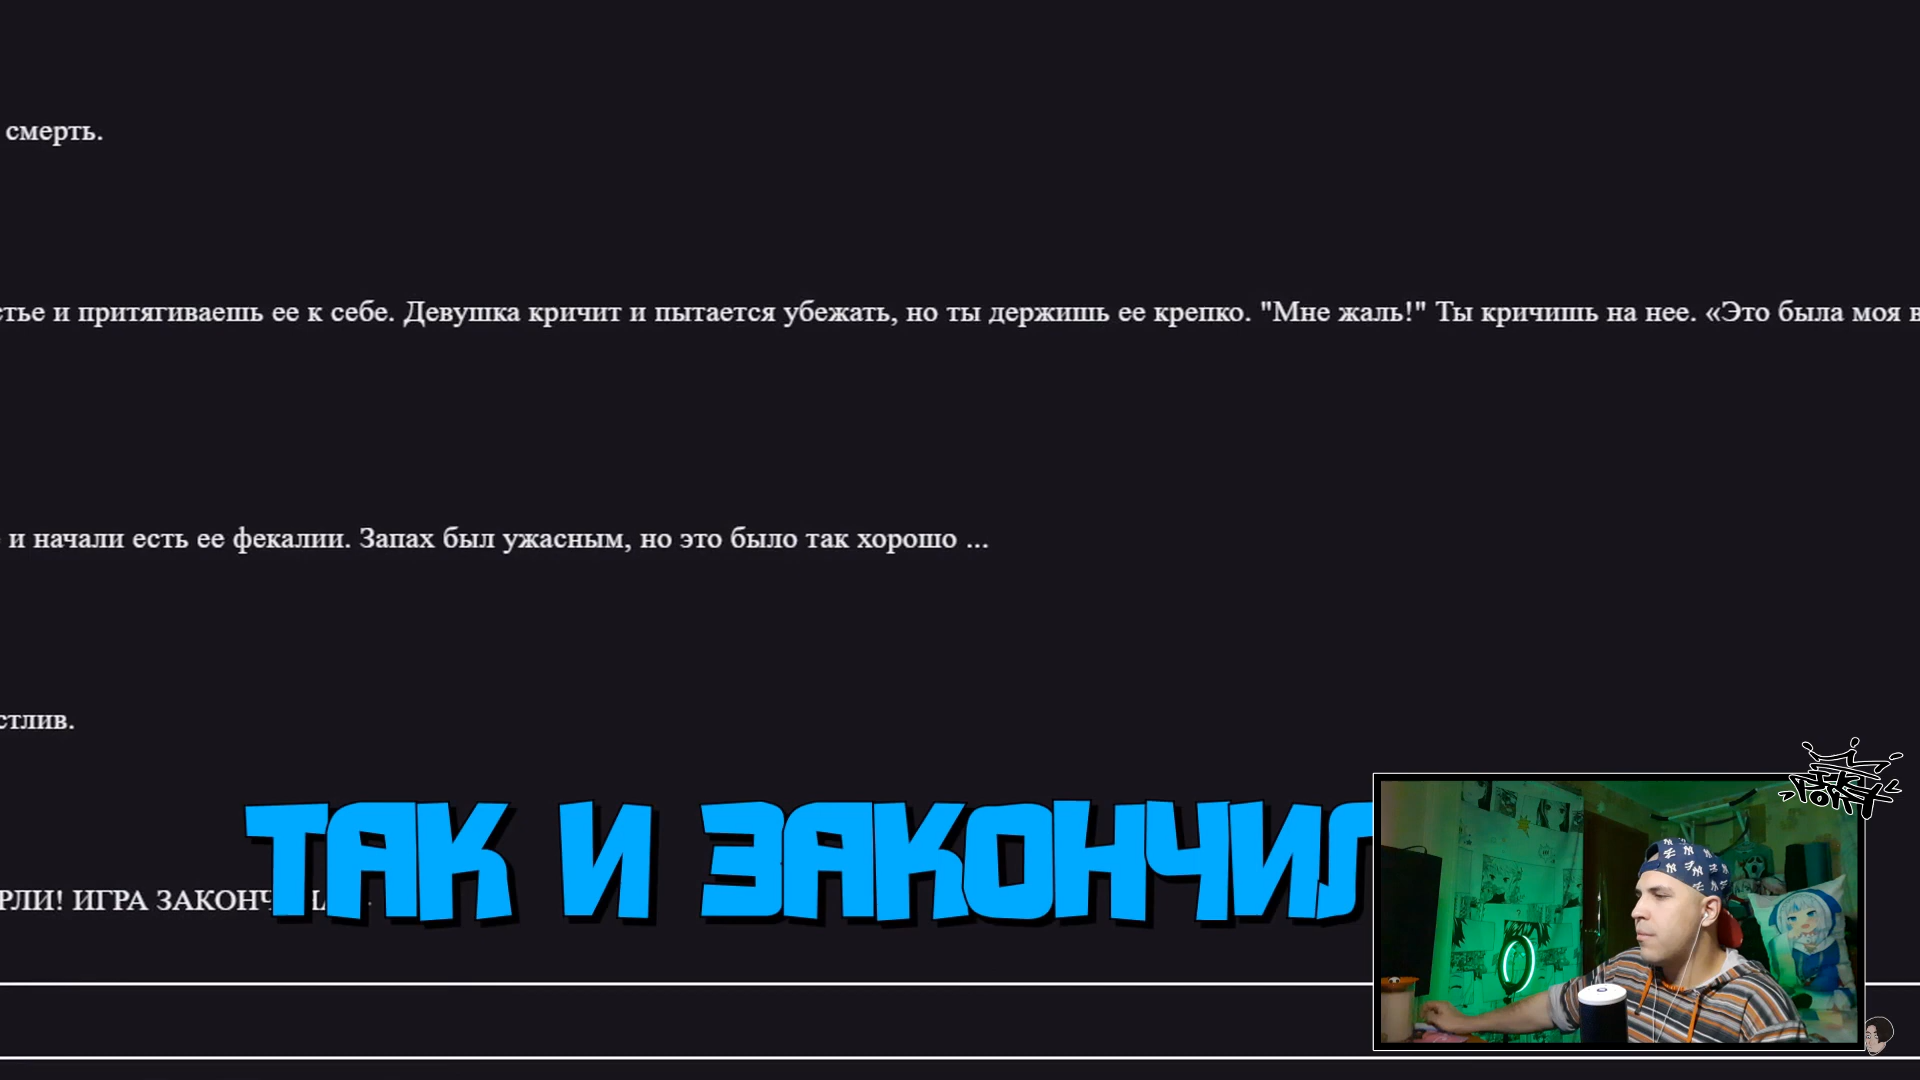 смерть.
стье и притягиваешь ее к себе. Девушка кричит и пытается убежать, но ты держишь ее крепко. "Мне жаль!" Ты кричишь на нее. «Это была моя в
и начали есть ее фекалии. Запах был ужасным, но это было так хорошо ...
стлив.
ТАК И ЗАКОНЧИЛ
РЛИ! ИГРА ЗАКОНЧ